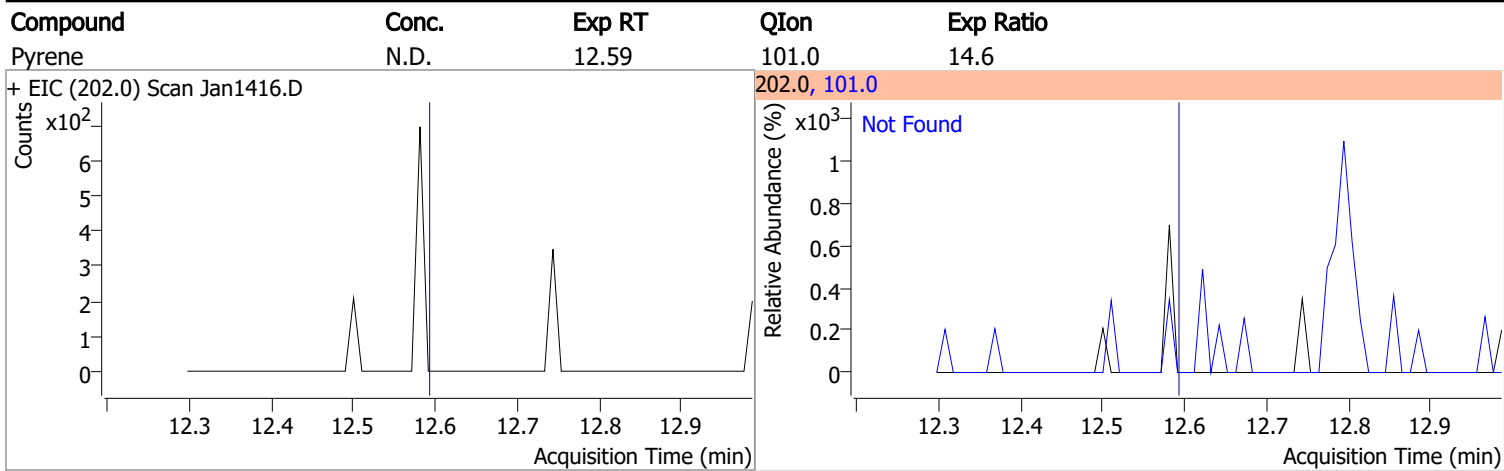 Compound Conc. Exp RT QIon Exp Ratio
Pyrene N.D. 12.59 101.0 14.6
+ EIC (202.0) Scan Jan1416.D
Counts
x10²
6
5
4
3
2
1
0
12.3 12.4 12.5 12.6 12.7 12.8 12.9
Acquisition Time (min)
202.0, 101.0
Relative Abundance (%)
x10³
Not Found
1
0.8
0.6
0.4
0.2
0
12.3 12.4 12.5 12.6 12.7 12.8 12.9
Acquisition Time (min)